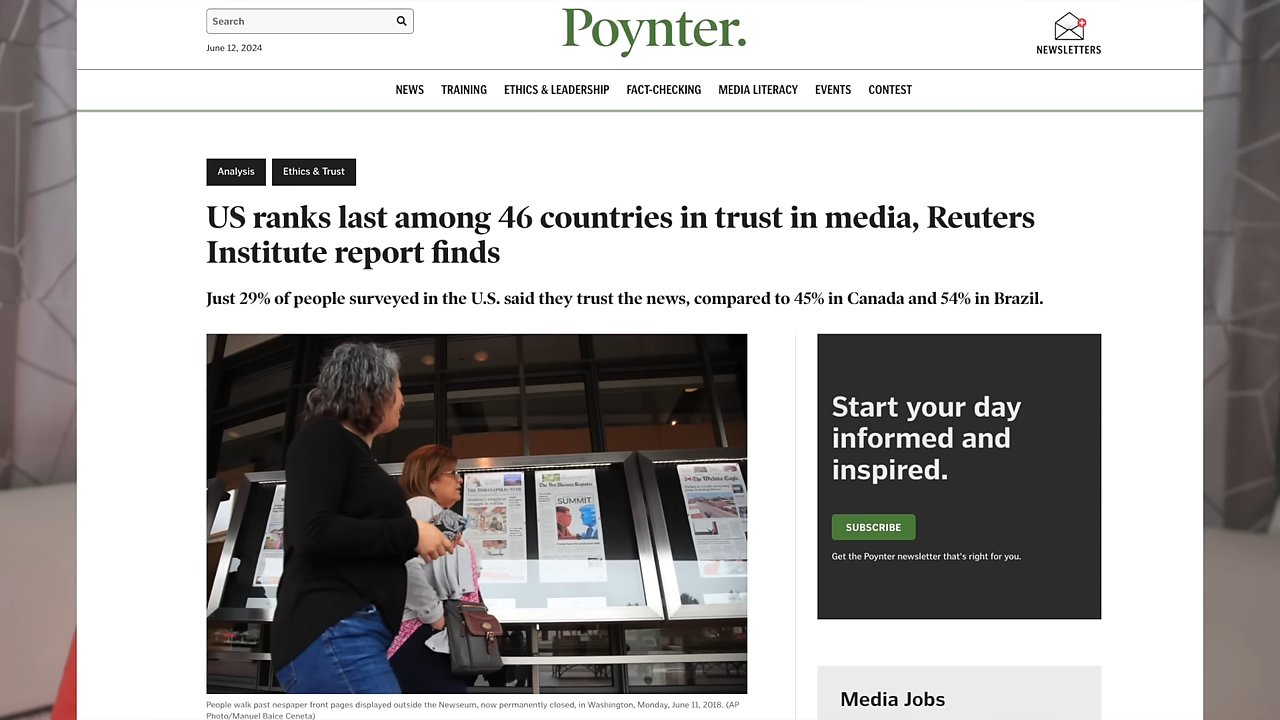 Search
Poynter.
June 12, 2024
NEWSLETTERS
NEWS TRAINING ETHICS & LEADERSHIP FACT-CHECKING MEDIA LITERACY EVENTS CONTEST
Analysis
Ethics & Trust
US ranks last among 46 countries in trust in media, Reuters
Institute report finds
Just 29% of people surveyed in the U.S. said they trust the news, compared to 45% in Canada and 54% in Brazil.
SUMMIT
The Wichita Eagle
Start your day
informed and
inspired.
SUBSCRIBE
Get the Poynter newsletter that's right for you.
People walk past nespaper front pages displayed outside the Newseum, now permanently closed, in Washington, Monday, June 11, 2018. (AP
Photo/Manuel Balce Ceneta)
Media Jobs